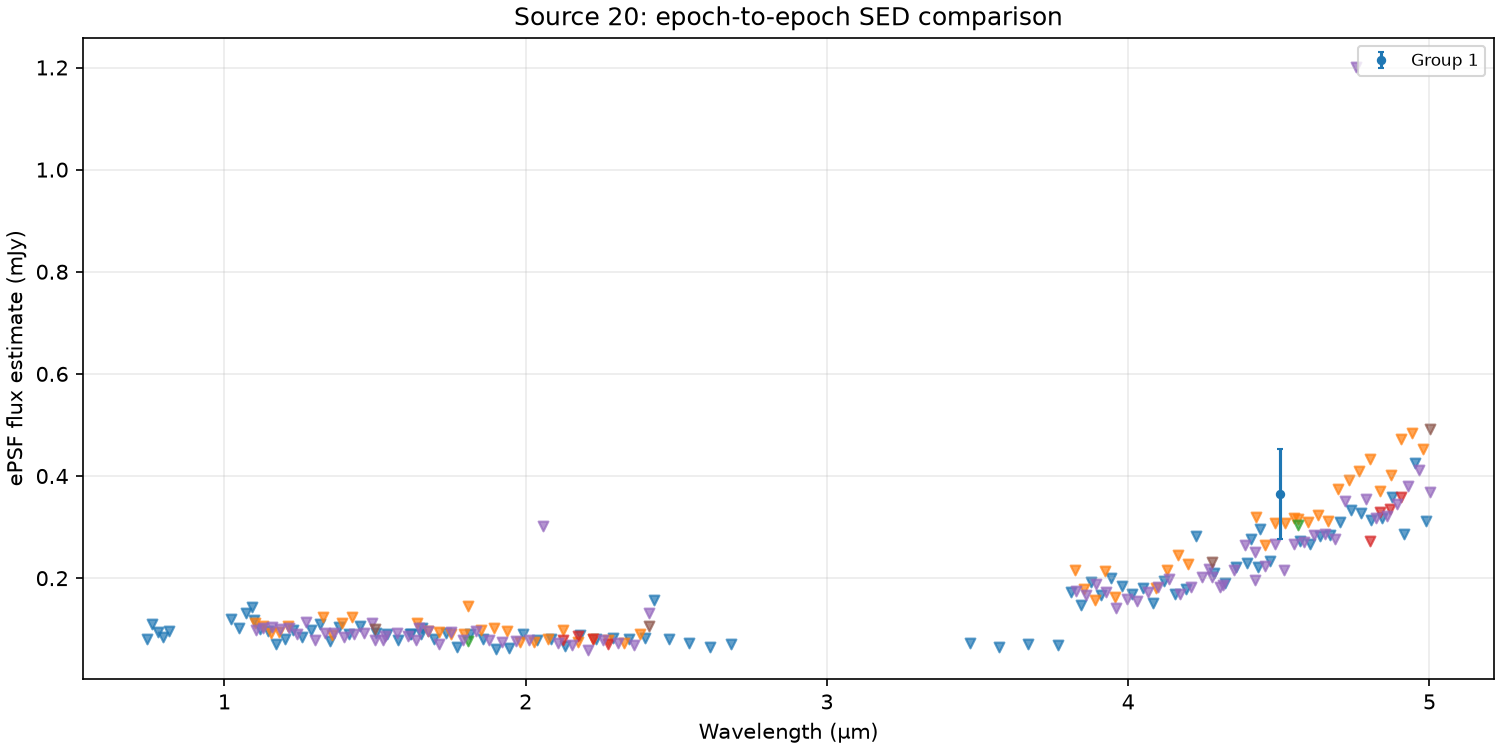 Source 20: epoch-to-epoch SED comparison
Group 1
ePSF flux estimate (mJy)
1.2
1.0
0.8
0.6
0.4
0.2
1 2 3 4 5
Wavelength (μm)